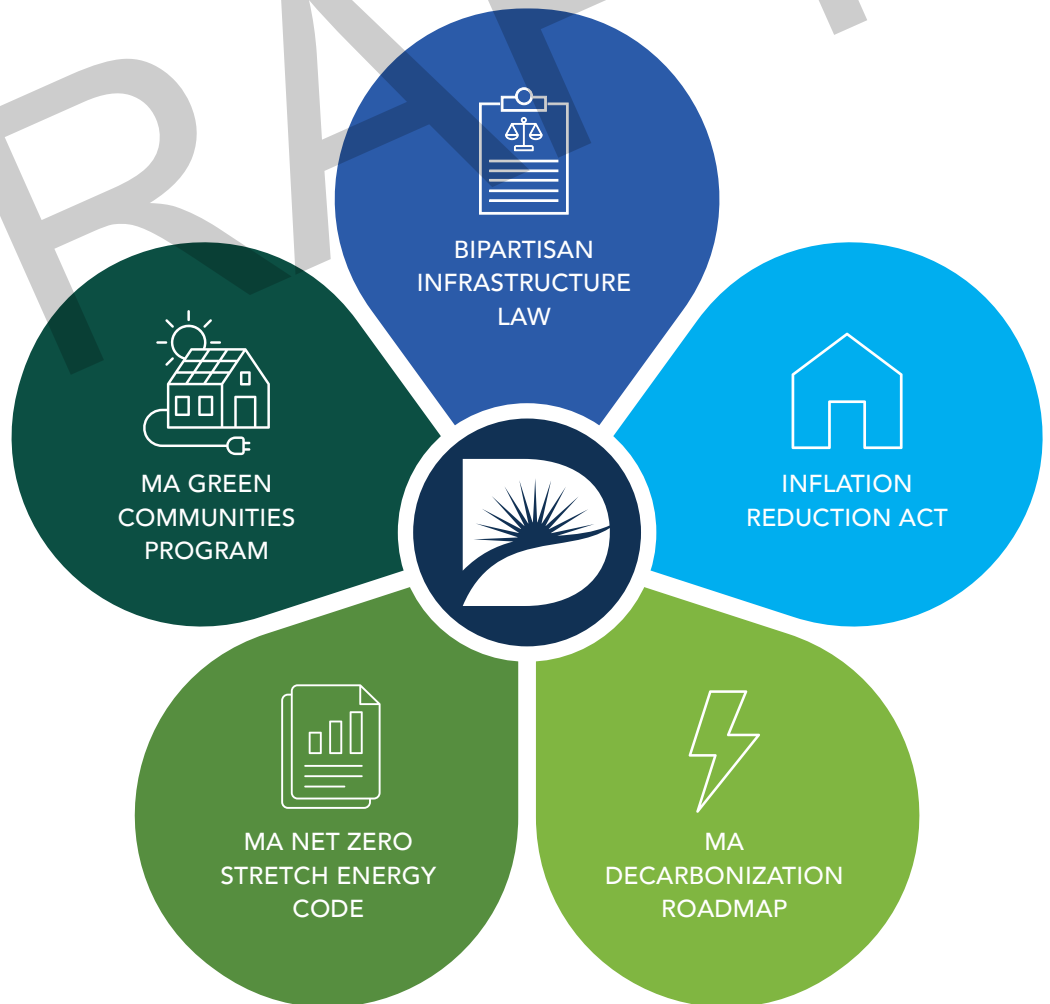 BIPARTISAN
INFRASTRUCTURE
LAW
MA GREEN
COMMUNITIES
PROGRAM
INFLATION
REDUCTION ACT
MA NET ZERO
STRETCH ENERGY
CODE
MA
DECARBONIZATION
ROADMAP